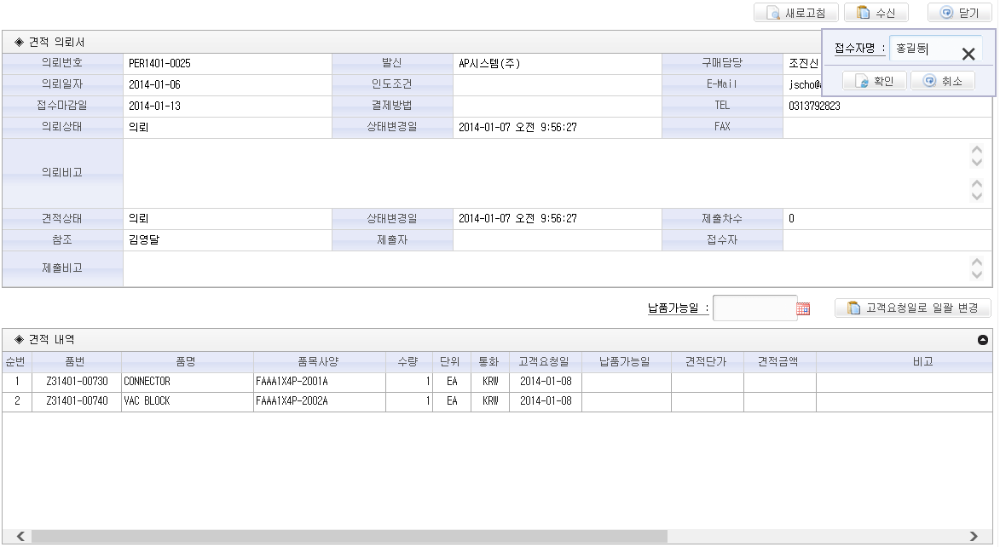 새로고침 수신 닫기
◈ 견적 의뢰서
접수자명 : 홍길동
확인 취소
의뢰번호 PER1401-0025 발신 AP시스템(주) 구매담당 조진신
의뢰일자 2014-01-06 인도조건 E-Mail jscho@
접수마감일 2014-01-13 결제방법 TEL 0313792823
의뢰상태 의뢰 상태변경일 2014-01-07 오전 9:56:27 FAX
의뢰비고
견적상태 의뢰 상태변경일 2014-01-07 오전 9:56:27 제출차수 0
참조 김영달 제출자 접수자
제출비고
납품가능일 : 고객요청일로 일괄 변경
◈ 견적 내역
순번 품번 품명 품목사양 수량 단위 통화 고객요청일 납품가능일 견적단가 견적금액 비고
1 Z31401-00730 CONNECTOR FAAA1X4P-2001A 1 EA KRW 2014-01-08
2 Z31401-00740 VAC BLOCK FAAA1X4P-2002A 1 EA KRW 2014-01-08